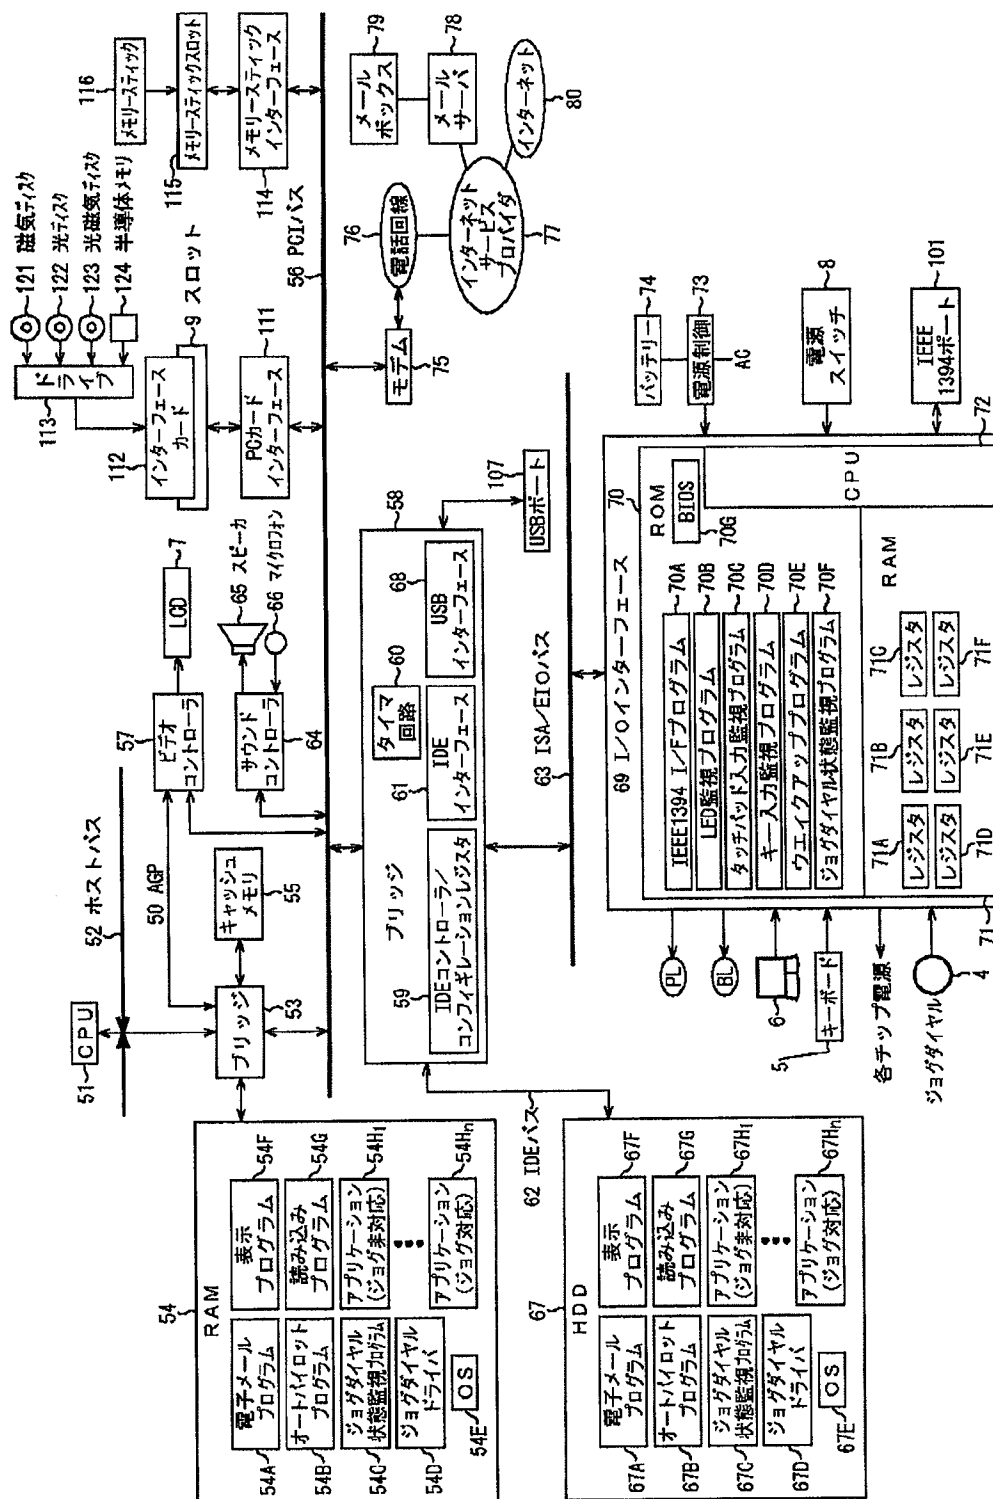 51 CPU
52 ホストバス
50 AGP
ブリッジ
53
キャッシュ
メモリ
55
57
ビデオ
コントローラ
LCD
7
サウンド
コントローラ
64
65 スピーカ
66 マイクロフォン
113
ドライブ
121 磁気ディスク
122 光ディスク
123 光磁気ディスク
124 半導体メモリ
112
インターフェース
カード
9 スロット
PCカード
インターフェース
111
メモリースティック
116
メモリースティックスロット
115
メモリースティック
インターフェース
114
56 PCIバス
54
RAM
54A
電子メール
プログラム
54B
オートパイロット
プログラム
54C
ジョグダイヤル
状態監視プログラム
54D
ジョグダイヤル
ドライバ
54E
OS
表示
プログラム
54F
読み込み
プログラム
54G
アプリケーション
(ジョグ非対応)
54H1
アプリケーション
(ジョグ対応)
54Hn
58
ブリッジ
59
IDEコントローラ/
コンフィギレーションレジスタ
タイマ
回路
60
61
IDE
インターフェース
68
USB
インターフェース
USBポート
107
モデム
75
76
電話回線
インターネット
サービス
プロバイダ
77
メール
サーバ
78
メール
ボックス
79
インターネット
80
62 IDEバス
63 ISA/EIOバス
67
HDD
67A
電子メール
プログラム
67B
オートパイロット
プログラム
67C
ジョグダイヤル
状態監視プログラム
67D
ジョグダイヤル
ドライバ
67E
OS
表示
プログラム
67F
読み込み
プログラム
67G
アプリケーション
(ジョグ非対応)
67H1
アプリケーション
(ジョグ対応)
67Hn
69 I/Oインターフェース
70
ROM
IEEE1394 I/Fプログラム
70A
LED監視プログラム
70B
タッチパッド入力監視プログラム
70C
キー入力監視プログラム
70D
ウエイクアッププログラム
70E
ジョグダイヤル状態監視プログラム
70F
BIOS
70G
CPU
72
RAM
71
71A
レジスタ
71B
レジスタ
71C
レジスタ
レジスタ
71D
レジスタ
71E
レジスタ
71F
PL
BL
6
5
キーボード
各チップ電源
ジョグダイヤル
4
バッテリー
74
電源制御
73
AC
電源
スイッチ
8
IEEE
1394ポート
101